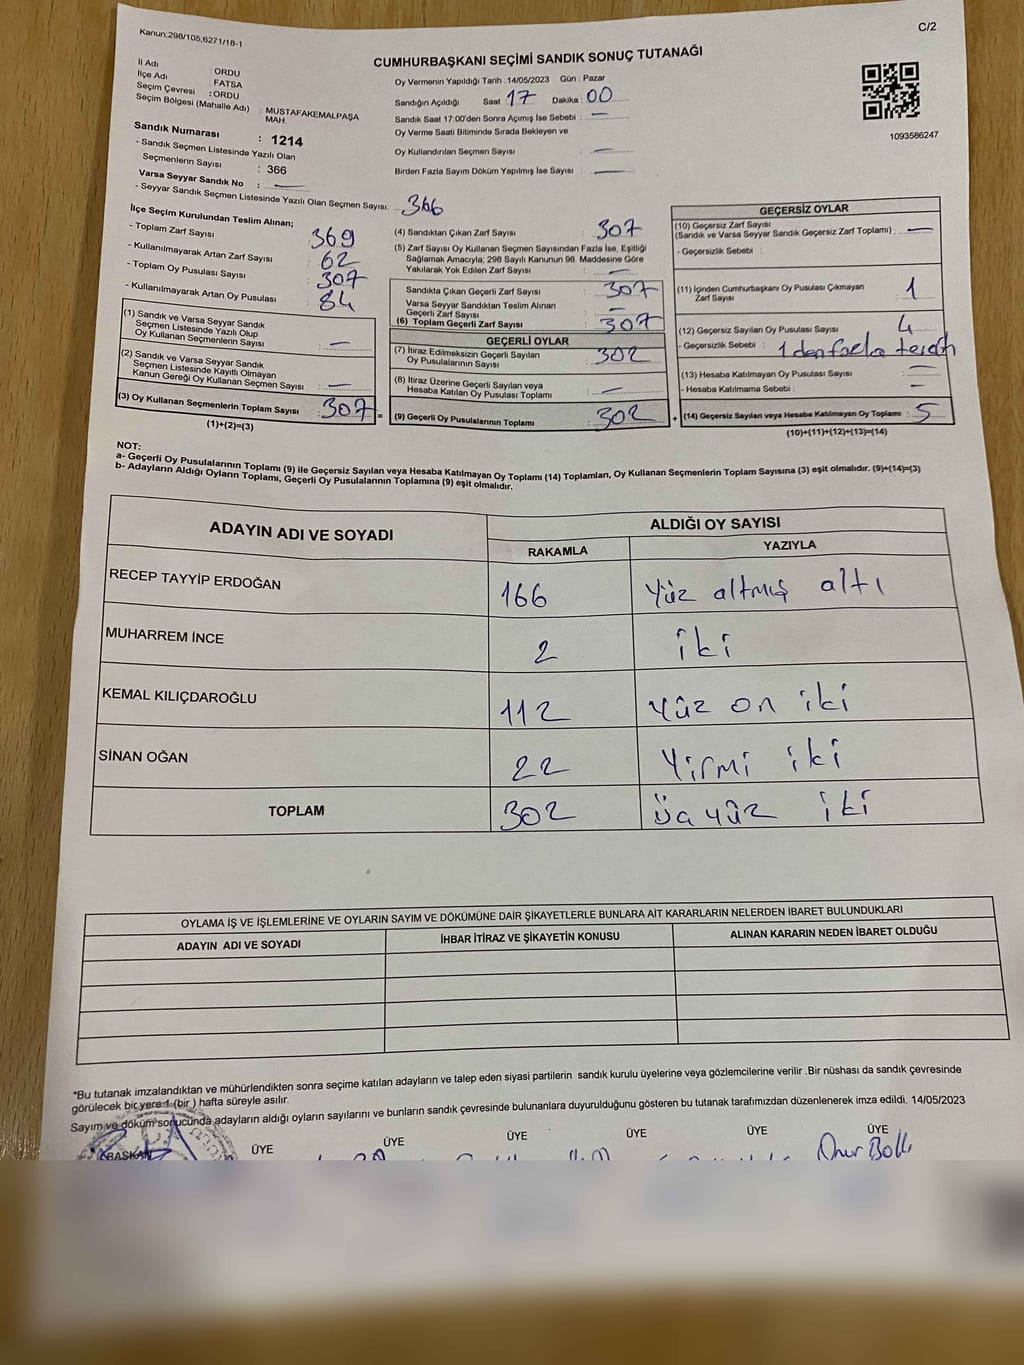 Kanun;298/105,6271/18-1
C/2
CUMHURBAŞKANI SEÇİMİ SANDIK SONUÇ TUTANAĞI
İl Adı : ORDU
İlçe Adı : FATSA
Seçim Çevresi : ORDU
Seçim Bölgesi (Mahalle Adı) : MUSTAFAKEMALPAŞA MAH.
Sandık Numarası : 1214
- Sandık Seçmen Listesinde Yazılı Olan
Seçmenlerin Sayısı : 366
Varsa Seyyar Sandık No : —
- Seyyar Sandık Seçmen Listesinde Yazılı Olan Seçmen Sayısı: 366
Oy Vermenin Yapıldığı Tarih : 14/05/2023 Gün : Pazar
Sandığın Açıldığı Saat 17 Dakika : 00
Sandık Saat 17:00'den Sonra Açımış İse Sebebi : —
Oy Verme Saati Bitiminde Sırada Bekleyen ve
Oy Kullandırılan Seçmen Sayısı : —
Birden Fazla Sayım Döküm Yapılmış İse Sayısı : —
1093586247
İlçe Seçim Kurulundan Teslim Alınan;
- Toplam Zarf Sayısı : 369
- Kullanılmayarak Artan Zarf Sayısı : 62
- Toplam Oy Pusulası Sayısı : 307
- Kullanılmayarak Artan Oy Pusulası : 84
(1) Sandık ve Varsa Seyyar Sandık
Seçmen Listesinde Yazılı Olup
Oy Kullanan Seçmenlerin Sayısı : —
(2) Sandık ve Varsa Seyyar Sandık
Seçmen Listesinde Kayıtlı Olmayan
Kanun Gereği Oy Kullanan Seçmen Sayısı : —
(3) Oy Kullanan Seçmenlerin Toplam Sayısı : 307 =
(1)+(2)=(3)
(4) Sandıktan Çıkan Zarf Sayısı : 307
(5) Zarf Sayısı Oy Kullanan Seçmen Sayısından Fazla İse, Eşitliği
Sağlamak Amacıyla; 298 Sayılı Kanunun 98. Maddesine Göre
Yakılarak Yok Edilen Zarf Sayısı : —
Sandıkta Çıkan Geçerli Zarf Sayısı : 307
Varsa Seyyar Sandıktan Teslim Alınan
Geçerli Zarf Sayısı : —
(6) Toplam Geçerli Zarf Sayısı : 307
GEÇERLİ OYLAR
(7) İtiraz Edilmeksizin Geçerli Sayılan
Oy Pusulalarının Sayısı : 302
(8) İtiraz Üzerine Geçerli Sayılan veya
Hesaba Katılan Oy Pusulası Toplamı : —
(9) Geçerli Oy Pusulalarının Toplamı : 302 +
GEÇERSİZ OYLAR
(10) Geçersiz Zarf Sayısı
(Sandık ve Varsa Seyyar Sandık Geçersiz Zarf Toplamı) : —
- Geçersizlik Sebebi :
(11) İçinden Cumhurbaşkanı Oy Pusulası Çıkmayan
Zarf Sayısı : 1
(12) Geçersiz Sayılan Oy Pusulası Sayısı : 4
- Geçersizlik Sebebi : 1 den fazla tercih
(13) Hesaba Katılmayan Oy Pusulası Sayısı : —
- Hesaba Katılmama Sebebi : —
(14) Geçersiz Sayılan veya Hesaba Katılmayan Oy Toplamı : 5
(10)+(11)+(12)+(13)=(14)
NOT:
a- Geçerli Oy Pusulalarının Toplamı (9) ile Geçersiz Sayılan veya Hesaba Katılmayan Oy Toplamı (14) Toplamları, Oy Kullanan Seçmenlerin Toplam Sayısına (3) eşit olmalıdır. (9)+(14)=(3)
b- Adayların Aldığı Oyların Toplamı, Geçerli Oy Pusulalarının Toplamına (9) eşit olmalıdır.
ADAYIN ADI VE SOYADI ALDIĞI OY SAYISI
RAKAMLA YAZIYLA
RECEP TAYYİP ERDOĞAN 166 Yüz altmış altı
MUHARREM İNCE 2 iki
KEMAL KILIÇDAROĞLU 112 Yüz on iki
SİNAN OĞAN 22 Yirmi iki
TOPLAM 302 üç yüz iki
OYLAMA İŞ VE İŞLEMLERİNE VE OYLARIN SAYIM VE DÖKÜMÜNE DAİR ŞİKAYETLERLE BUNLARA AİT KARARLARIN NELERDEN İBARET BULUNDUKLARI
ADAYIN ADI VE SOYADI İHBAR İTİRAZ VE ŞİKAYETİN KONUSU ALINAN KARARIN NEDEN İBARET OLDUĞU
*Bu tutanak imzalandıktan ve mühürlendikten sonra seçime katılan adayların ve talep eden siyasi partilerin sandık kurulu üyelerine veya gözlemcilerine verilir .Bir nüshası da sandık çevresinde
görülecek bir yere 1 (bir ) hafta süreyle asılır.
Sayım ve döküm sonucunda adayların aldığı oyların sayılarını ve bunların sandık çevresinde bulunanlara duyurulduğunu gösteren bu tutanak tarafımızdan düzenlenerek imza edildi. 14/05/2023
BAŞKAN ÜYE ÜYE ÜYE ÜYE ÜYE ÜYE